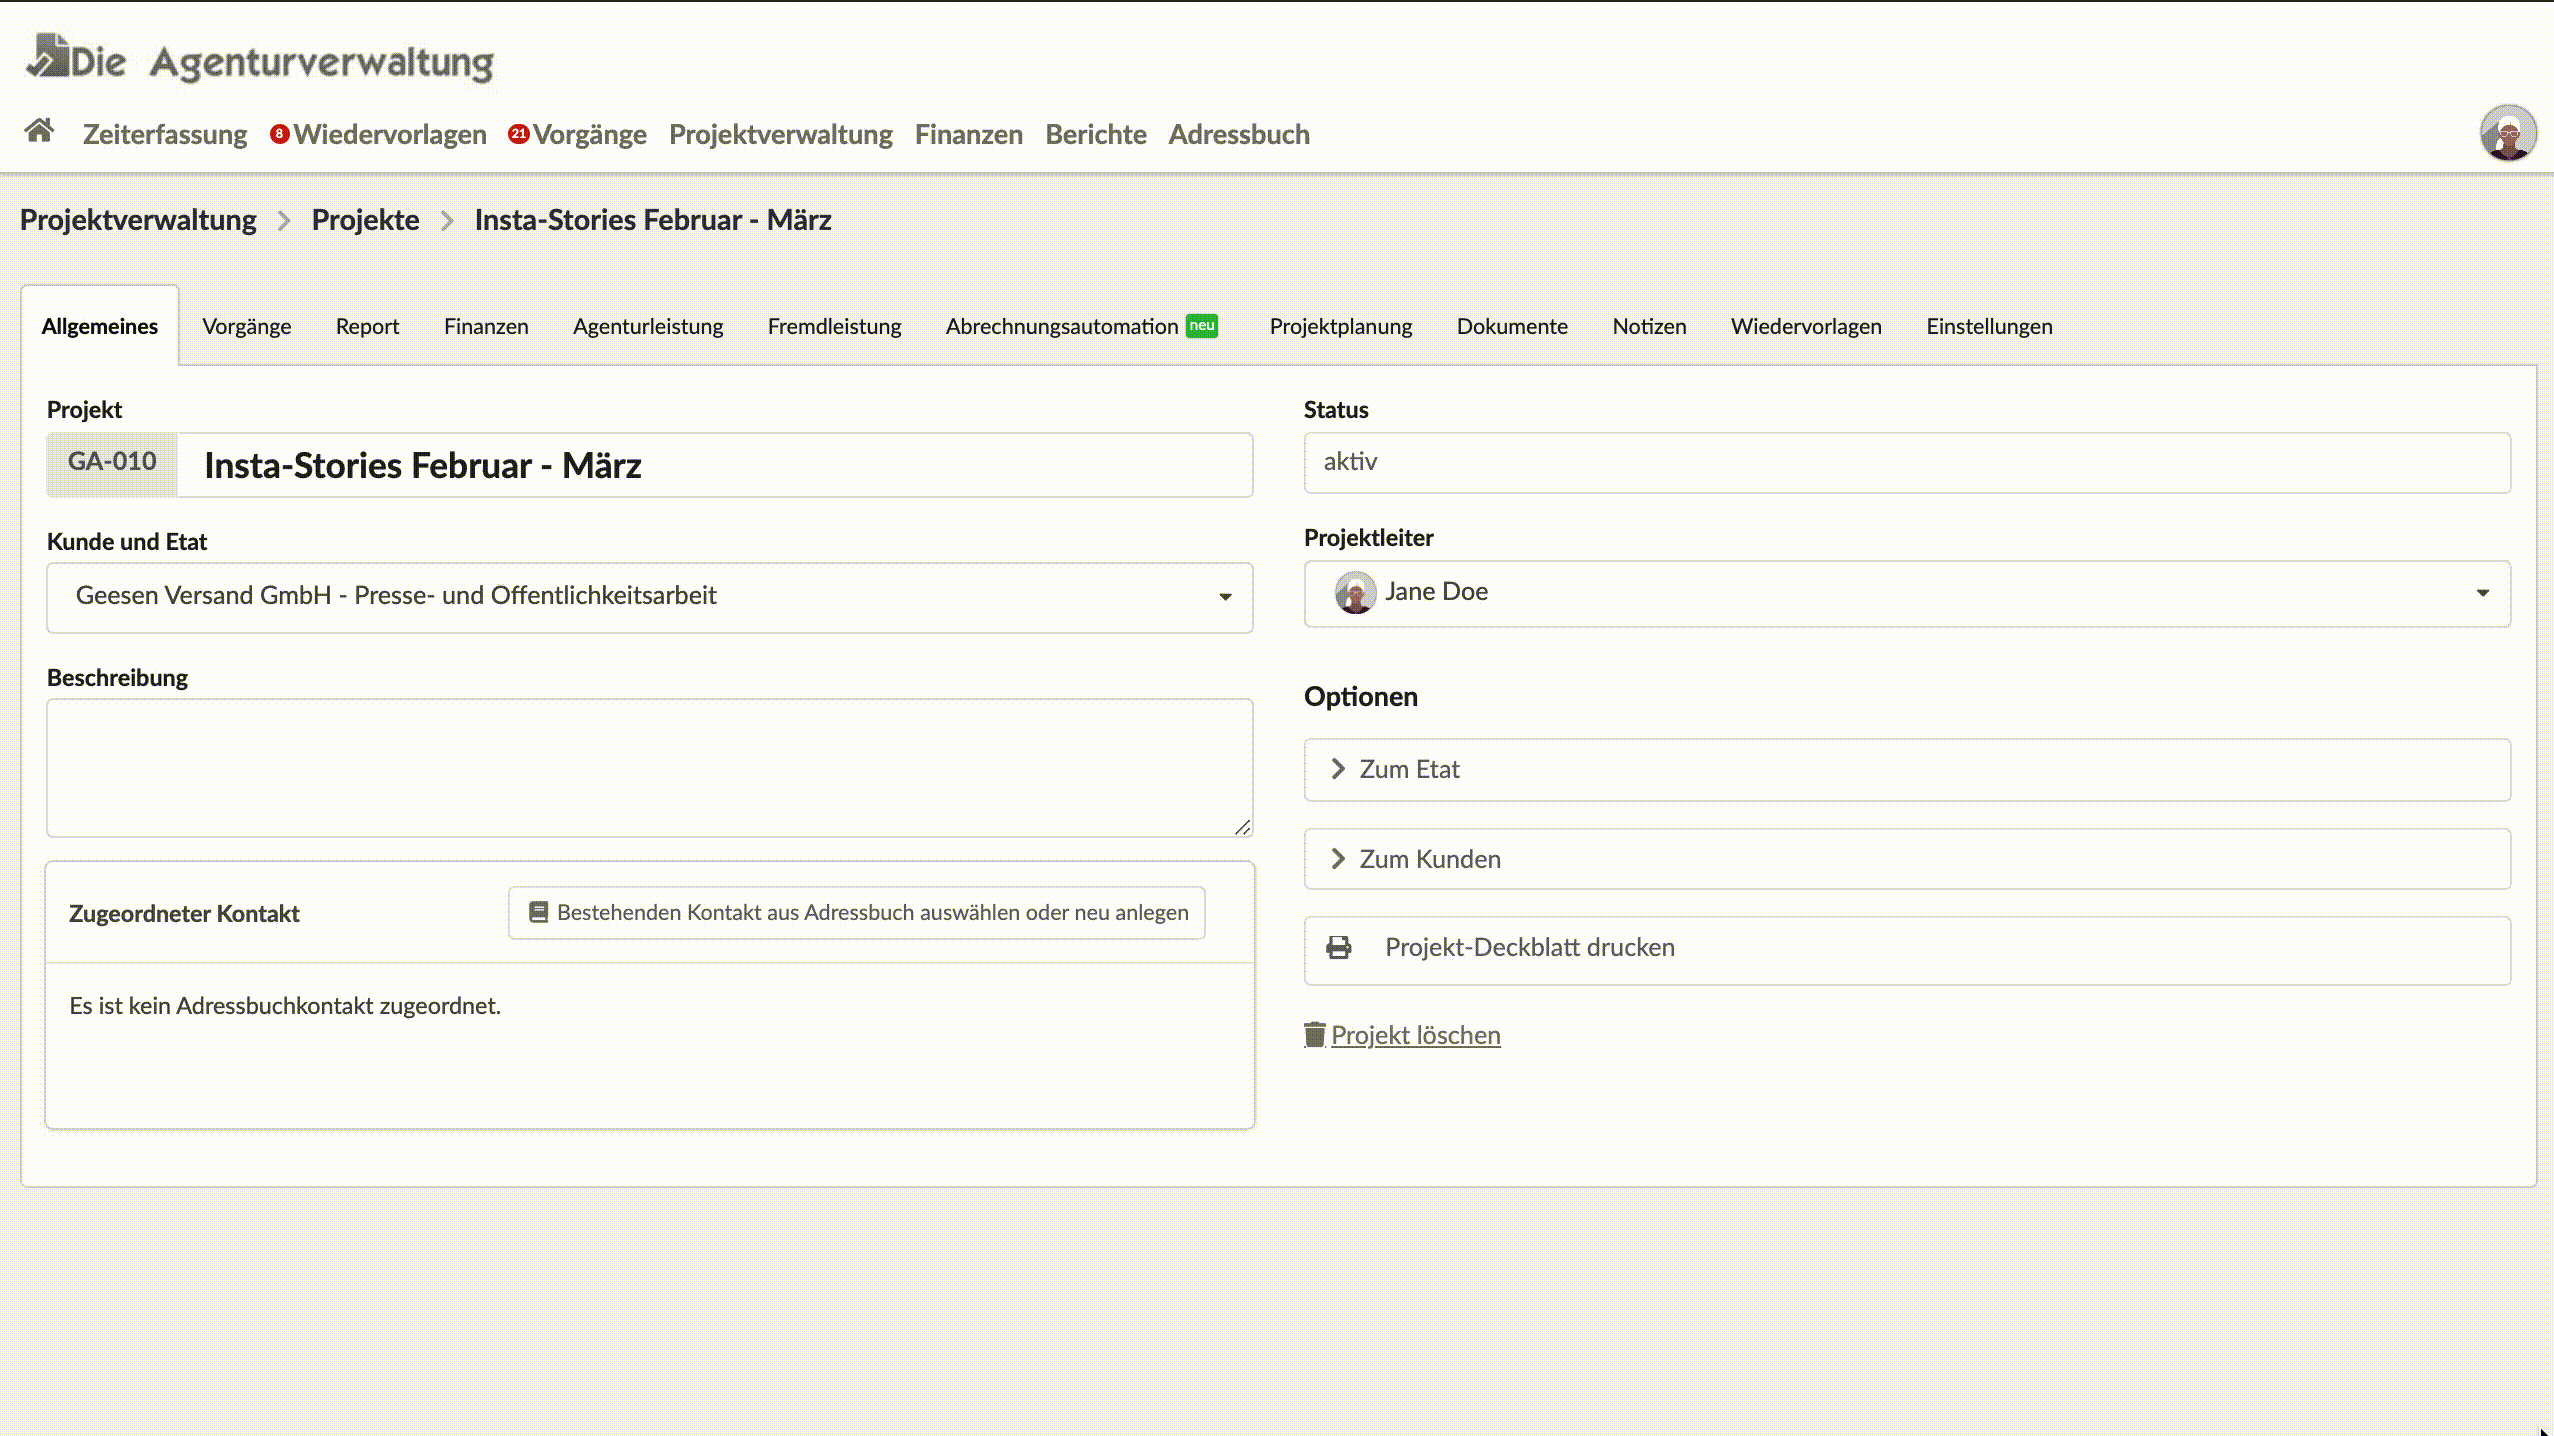 Die Agenturverwaltung
Zeiterfassung 8 Wiedervorlagen 21 Vorgänge Projektverwaltung Finanzen Berichte Adressbuch
Projektverwaltung > Projekte > Insta-Stories Februar - März
Allgemeines Vorgänge Report Finanzen Agenturleistung Fremdleistung Abrechnungsautomation neu Projektplanung Dokumente Notizen Wiedervorlagen Einstellungen
Projekt
GA-010 Insta-Stories Februar - März
Kunde und Etat
Geesen Versand GmbH - Presse- und Offentlichkeitsarbeit
Beschreibung
Zugeordneter Kontakt
Bestehenden Kontakt aus Adressbuch auswählen oder neu anlegen
Es ist kein Adressbuchkontakt zugeordnet.
Status
aktiv
Projektleiter
Jane Doe
Optionen
Zum Etat
Zum Kunden
Projekt-Deckblatt drucken
Projekt löschen